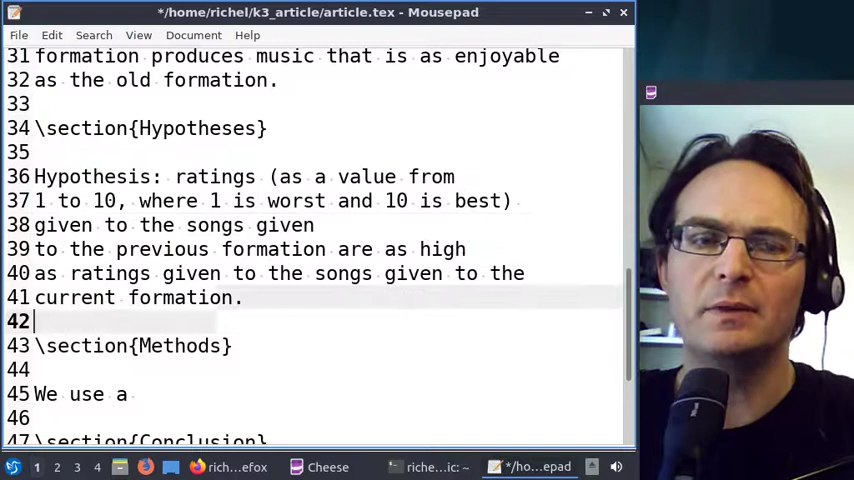 */home/richel/k3_article/article.tex - Mousepad
File Edit Search View Document Help
31 formation produces music that is as enjoyable
32 as the old formation.
33
34 \section{Hypotheses}
35
36 Hypothesis: ratings (as a value from
37 1 to 10, where 1 is worst and 10 is best)
38 given to the songs given
39 to the previous formation are as high
40 as ratings given to the songs given to the
41 current formation.
42
43 \section{Methods}
44
45 We use a
46
47 \section{Conclusion}
1 2 3 4 rich...efox Cheese riche...ic: ~ */ho...epad